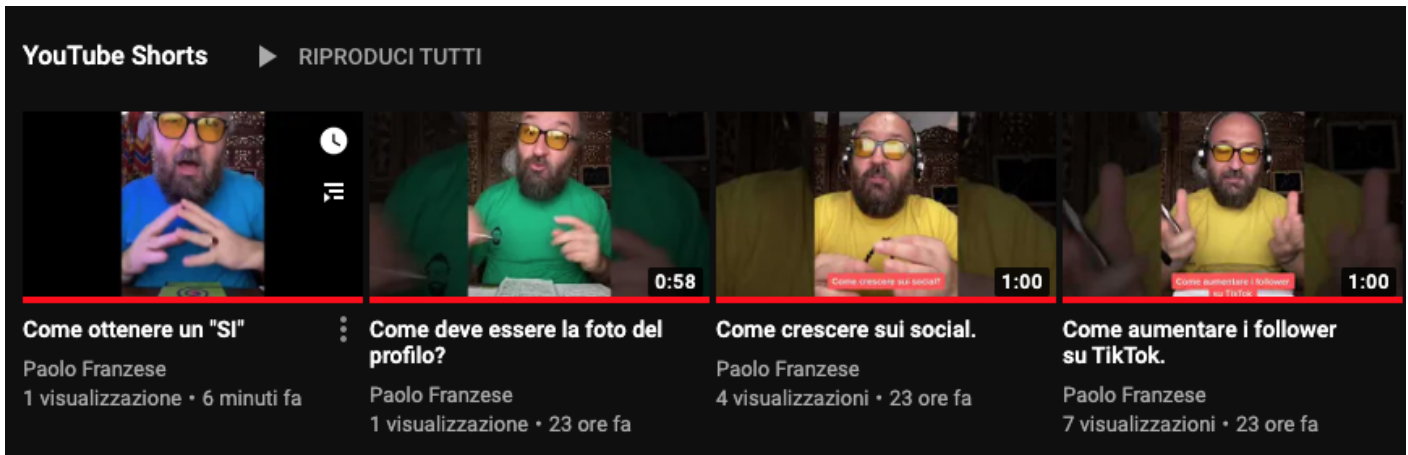 YouTube Shorts RIPRODUCI TUTTI
0:58
1:00
1:00
Come crescere sui social?
Come aumentare i follower
su TikTok
Come ottenere un "SI"
Paolo Franzese
1 visualizzazione • 6 minuti fa
Come deve essere la foto del
profilo?
Paolo Franzese
1 visualizzazione • 23 ore fa
Come crescere sui social.
Paolo Franzese
4 visualizzazioni • 23 ore fa
Come aumentare i follower
su TikTok.
Paolo Franzese
7 visualizzazioni • 23 ore fa